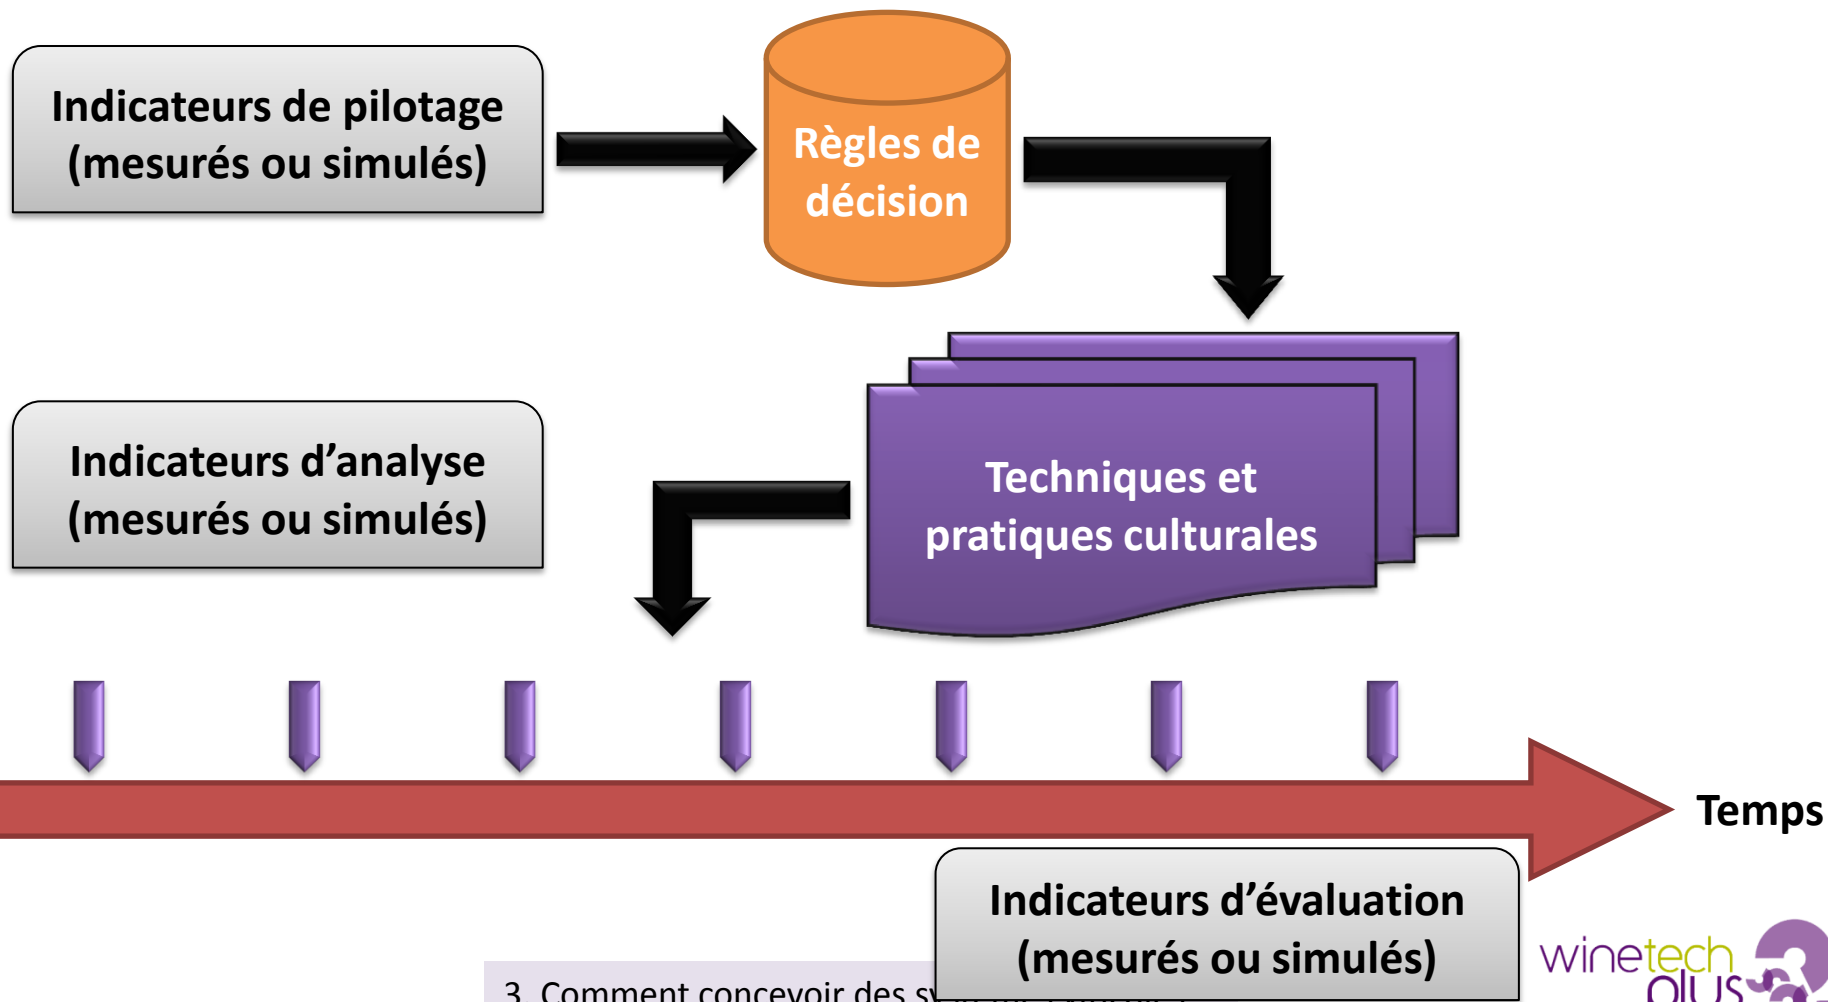 Indicateurs de pilotage
(mesurés ou simulés)
Règles de
décision
Indicateurs d’analyse
(mesurés ou simulés)
Techniques et
pratiques culturales
Temps
Indicateurs d’évaluation
(mesurés ou simulés)
3. Comment concevoir des
winetech
plus